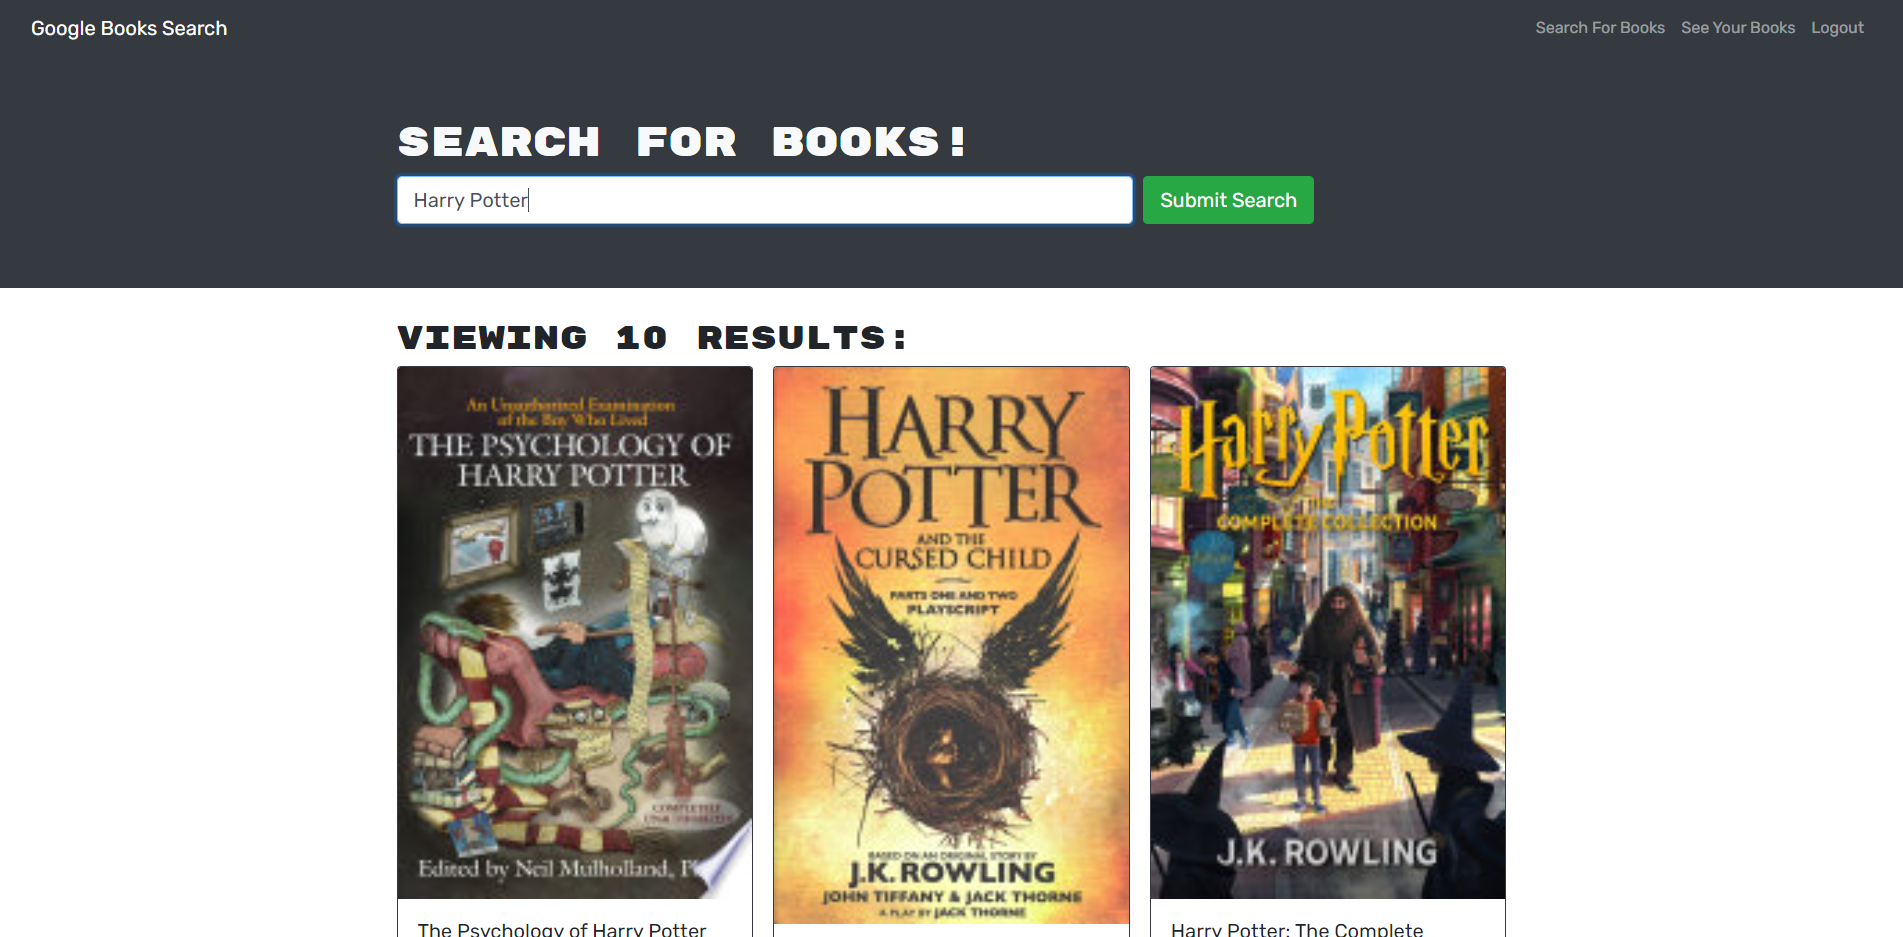 Google Books Search
Search For Books
See Your Books
Logout
SEARCH FOR BOOKS!
Harry Potter
Submit Search
VIEWING 10 RESULTS:
An Unauthorized Examination
of the Boy Who Lived
THE PSYCHOLOGY OF
HARRY POTTER
COMPLETELY
UNAUTHORIZED
Edited by Neil Mulholland,
The Psychology of Harry Potter
HARRY
POTTER
AND THE
CURSED CHILD
PARTS ONE AND TWO
PLAYSCRIPT
BASED ON AN ORIGINAL STORY BY
J.K. ROWLING
JOHN TIFFANY & JACK THORNE
A PLAY BY JACK THORNE
Harry Potter
THE
COMPLETE COLLECTION
J.K. ROWLING
Harry Potter: The Complete